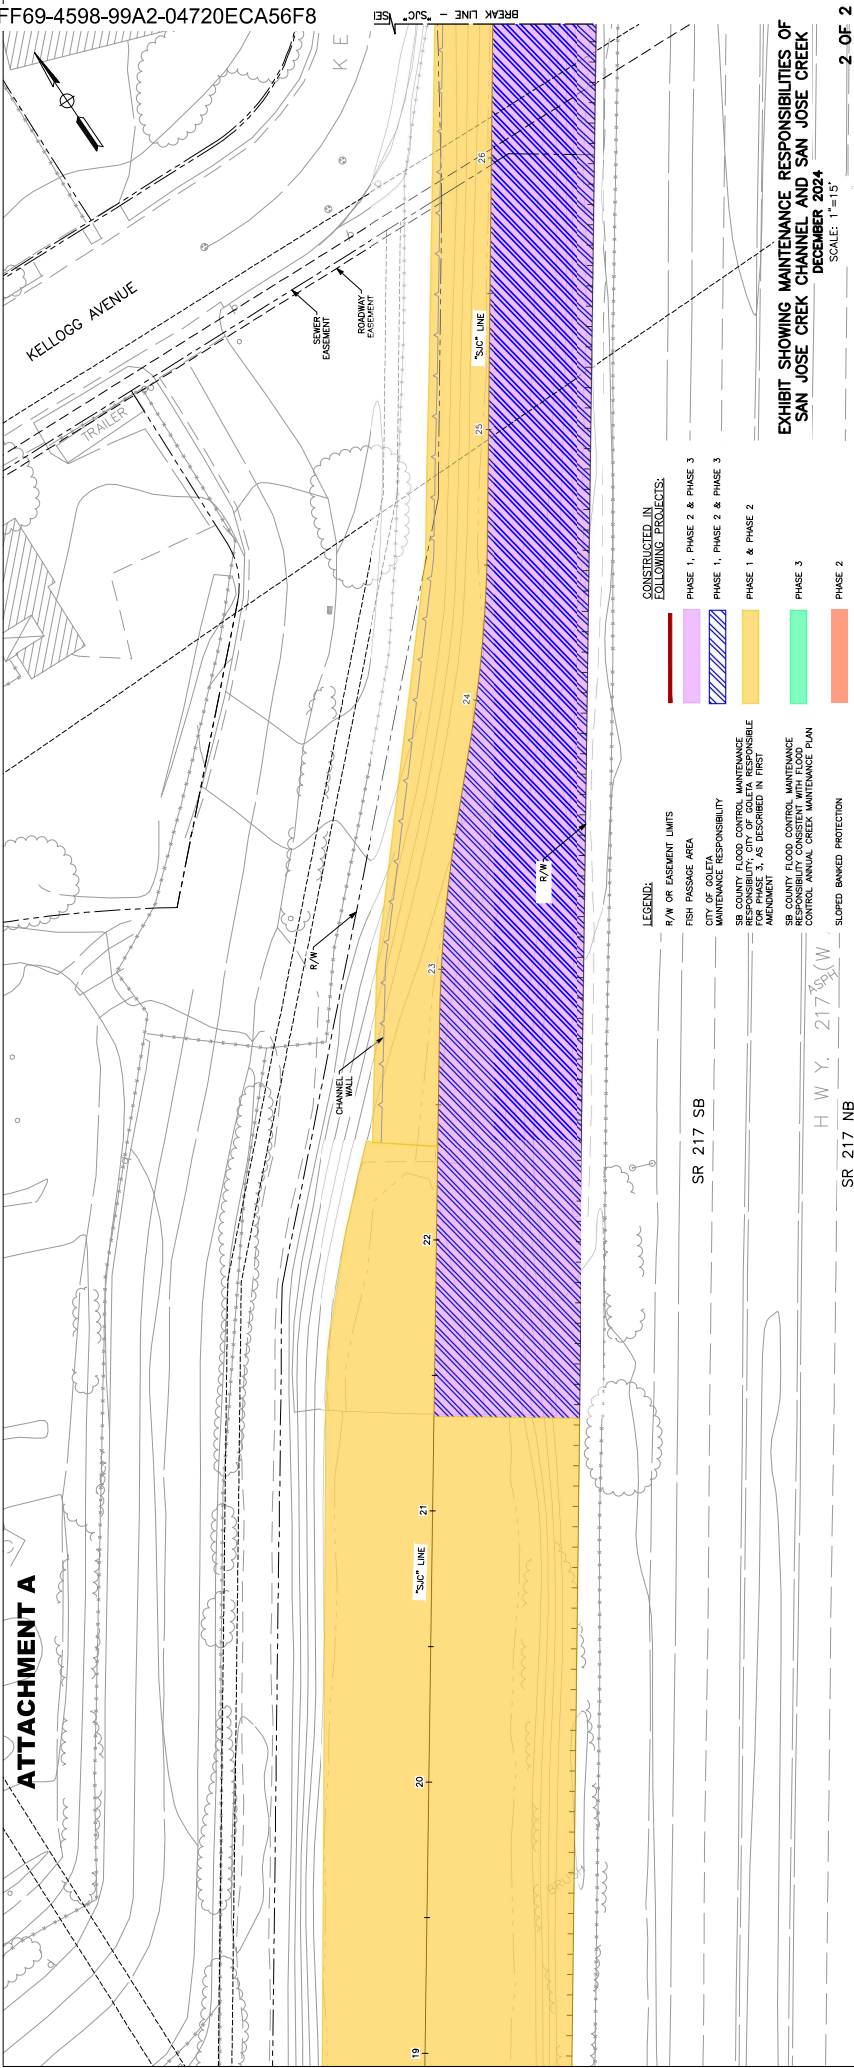 FF69-4598-99A2-04720ECA56F8
ATTACHMENT A
BREAK LINE - "SJC"
KELLOGG AVENUE
K E
TRAILER
SEWER
EASEMENT
ROADWAY
EASEMENT
R/W
CHANNEL
WALL
"SJC" LINE
R/W
"SJC" LINE
19
20
21
22
23
24
25
26
BRUSH
LEGEND:
CONSTRUCTED IN
FOLLOWING PROJECTS:
R/W OR EASEMENT LIMITS
FISH PASSAGE AREA
PHASE 1, PHASE 2 & PHASE 3
CITY OF GOLETA
MAINTENANCE RESPONSIBILITY
PHASE 1, PHASE 2 & PHASE 3
SB COUNTY FLOOD CONTROL MAINTENANCE
RESPONSIBILITY; CITY OF GOLETA RESPONSIBLE
FOR PHASE 3, AS DESCRIBED IN FIRST
AMENDMENT
PHASE 1 & PHASE 2
SB COUNTY FLOOD CONTROL MAINTENANCE
RESPONSIBILITY CONSISTENT WITH FLOOD
CONTROL ANNUAL CREEK MAINTENANCE PLAN
PHASE 3
SLOPED BANKED PROTECTION
PHASE 2
SR 217 SB
H W Y. 217 (W
ASPH
SR 217 NB
EXHIBIT SHOWING MAINTENANCE RESPONSIBILITIES OF
SAN JOSE CREK CHANNEL AND SAN JOSE CREEK
DECEMBER 2024
SCALE: 1"=15'
2 OF 2